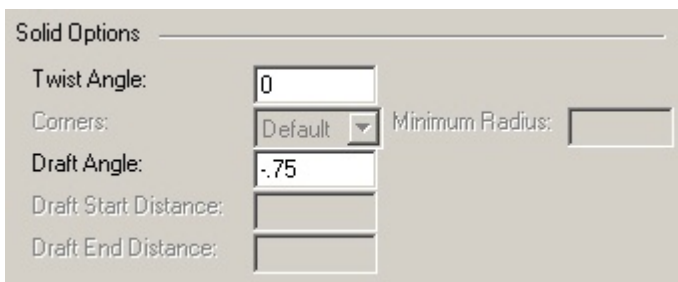 Solid Options
Twist Angle: 0
Corners: Default Minimum Radius:
Draft Angle: -.75
Draft Start Distance:
Draft End Distance: